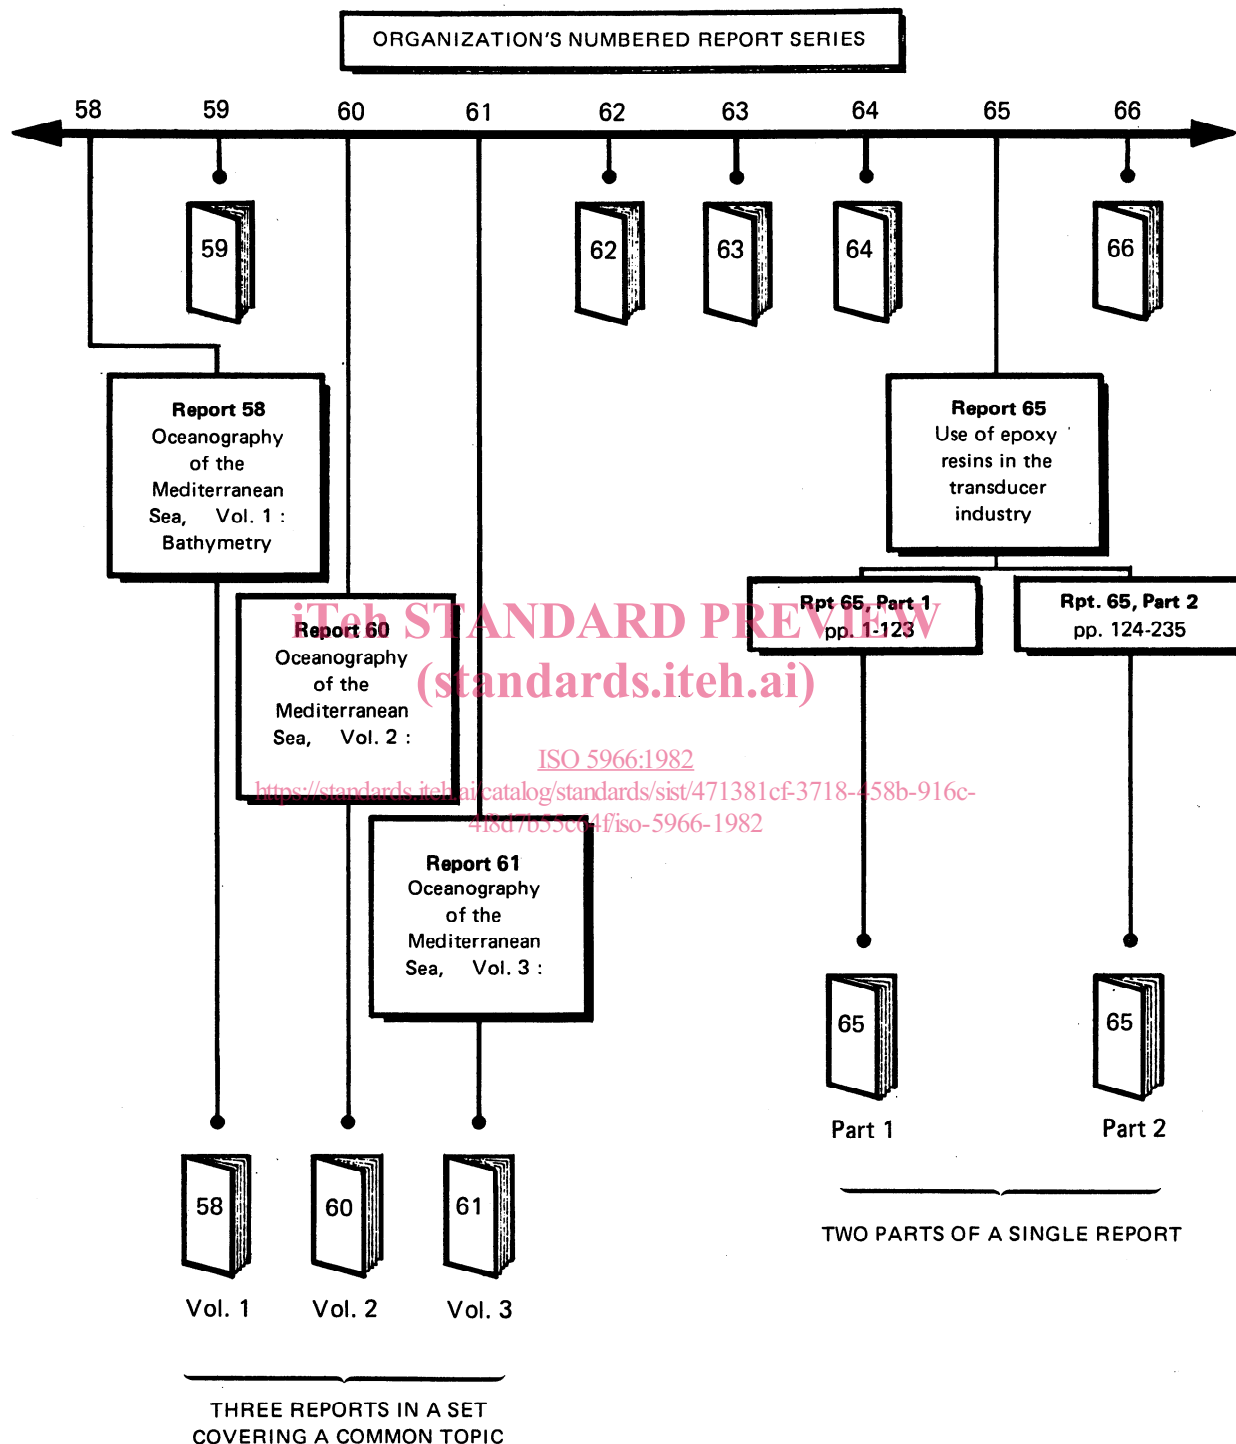 ORGANIZATION'S NUMBERED REPORT SERIES
58 59 60 61 62 63 64 65 66
59
62
63
64
66
Report 58
Oceanography
of the
Mediterranean
Sea, Vol. 1 :
Bathymetry
Report 65
Use of epoxy
resins in the
transducer
industry
Rpt 65, Part 1
pp. 1-123
Rpt. 65, Part 2
pp. 124-235
iTeh STANDARD PREVIEW
(standards.iteh.ai)
Report 60
Oceanography
of the
Mediterranean
Sea, Vol. 2 :
ISO 5966:1982
https://standards.iteh.ai/catalog/standards/sist/471381cf-3718-458b-916c-
4f8d7b55c64f/iso-5966-1982
Report 61
Oceanography
of the
Mediterranean
Sea, Vol. 3 :
65
65
Part 1
Part 2
TWO PARTS OF A SINGLE REPORT
58
60
61
Vol. 1
Vol. 2
Vol. 3
THREE REPORTS IN A SET
COVERING A COMMON TOPIC